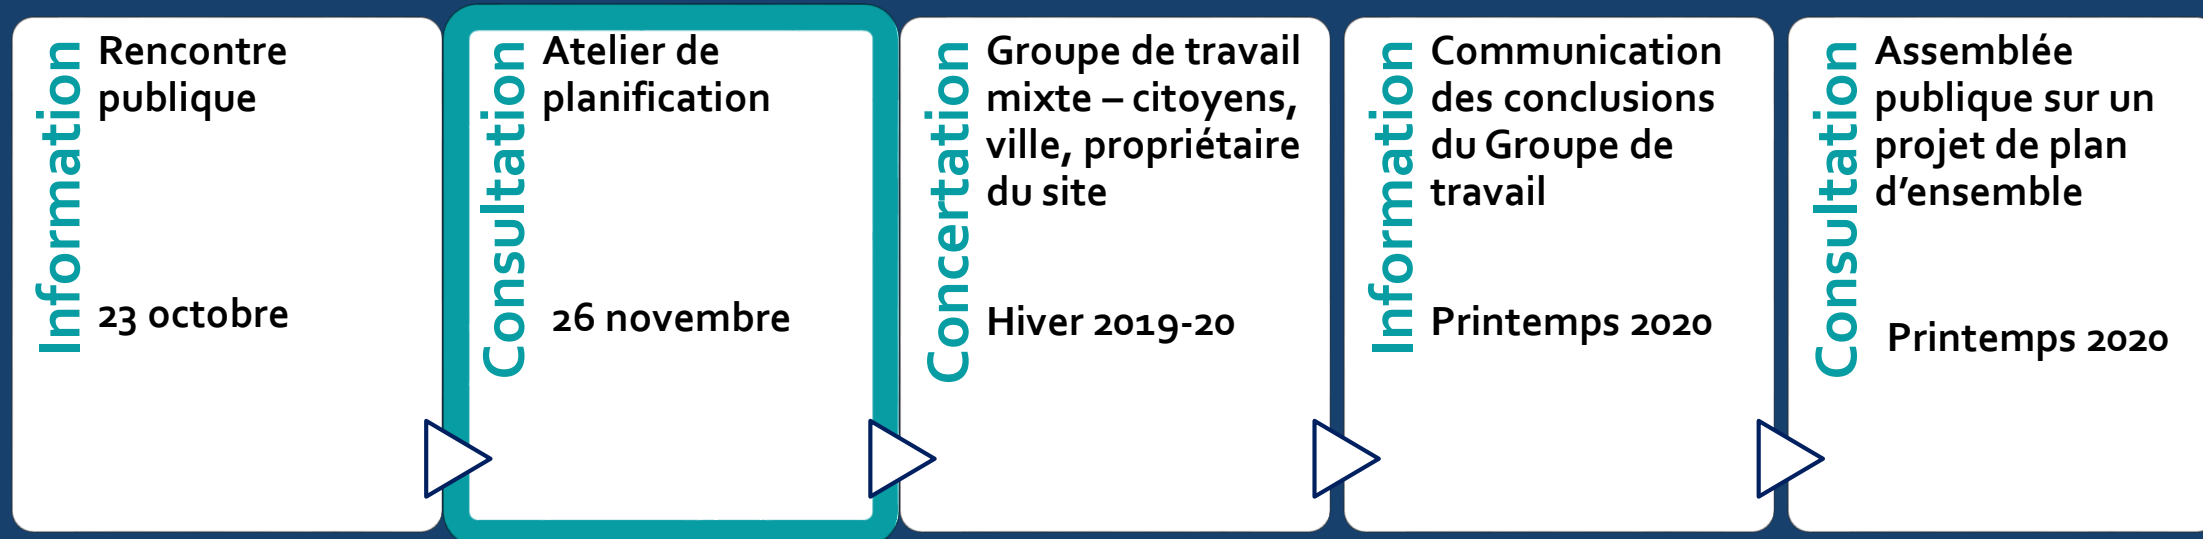 Information
Rencontre
publique
23 octobre
Consultation
Atelier de
planification
26 novembre
Concertation
Groupe de travail
mixte – citoyens,
ville, propriétaire
du site
Hiver 2019-20
Information
Communication
des conclusions
du Groupe de
travail
Printemps 2020
Consultation
Assemblée
publique sur un
projet de plan
d’ensemble
Printemps 2020